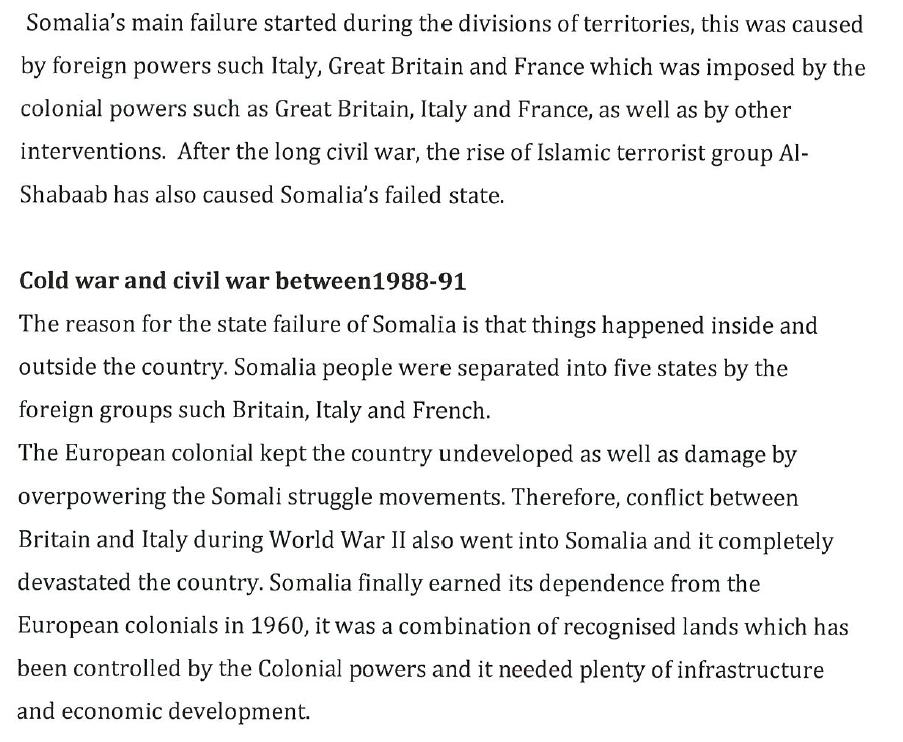 Somalia's main failure started during the divisions of territories, this was caused
by foreign powers such Italy, Great Britain and France which was imposed by the
colonial powers such as Great Britain, Italy and France, as well as by other
interventions.  After the long civil war, the rise of Islamic terrorist group Al-
Shabaab has also caused Somalia's failed state.

Cold war and civil war between1988-91
The reason for the state failure of Somalia is that things happened inside and
outside the country. Somalia people were separated into five states by the
foreign groups such Britain, Italy and French.
The European colonial kept the country undeveloped as well as damage by
overpowering the Somali struggle movements. Therefore, conflict between
Britain and Italy during World War II also went into Somalia and it completely
devastated the country. Somalia finally earned its dependence from the
European colonials in 1960, it was a combination of recognised lands which has
been controlled by the Colonial powers and it needed plenty of infrastructure
and economic development.